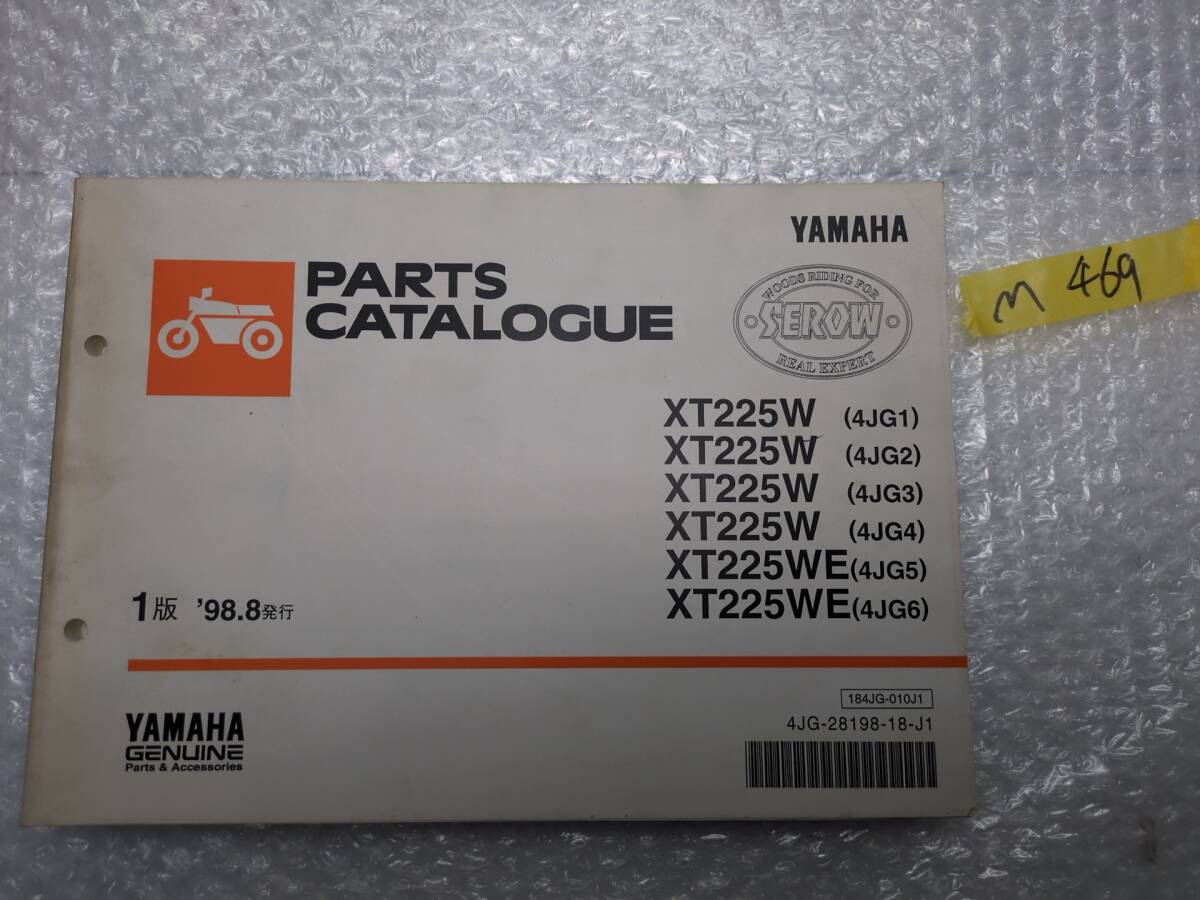 YAMAHA
PARTS
CATALOGUE
WOODS RIDING FOR
SEROW
REAL EXPERT
M 469
XT225W (4JG1)
XT225W (4JG2)
XT225W (4JG3)
XT225W (4JG4)
XT225WE (4JG5)
XT225WE (4JG6)
1版 '98.8発行
184JG-010J1
4JG-28198-18-J1
YAMAHA
GENUINE
Parts & Accessories